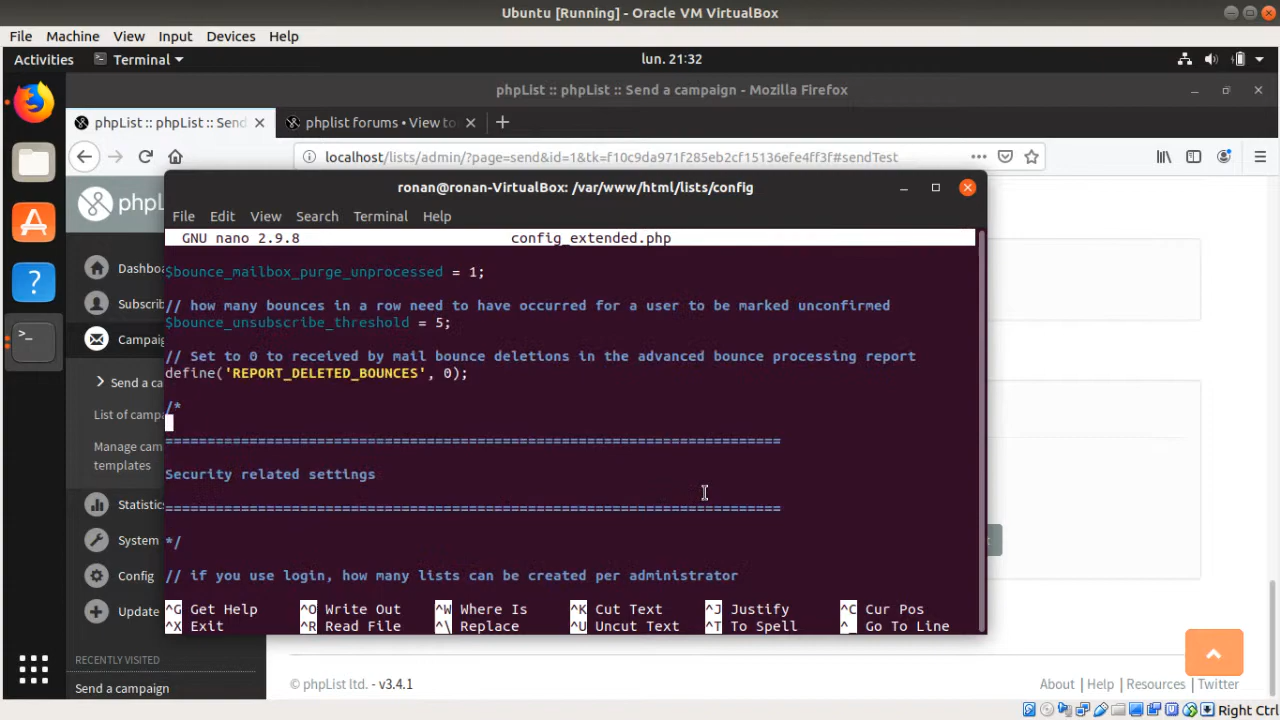 Ubuntu [Running] - Oracle VM VirtualBox
File Machine View Input Devices Help
Activities Terminal lun. 21:32
phpList :: phpList :: Send a campaign - Mozilla Firefox
phpList :: phpList :: Send phplist forums • View to
localhost/lists/admin/?page=send&id=1&tk=f10c9da971f285eb2cf15136efe4ff3f#sendTest
ronan@ronan-VirtualBox: /var/www/html/lists/config
phpL
File Edit View Search Terminal Help
GNU nano 2.9.8 config_extended.php
$bounce_mailbox_purge_unprocessed = 1;
// how many bounces in a row need to have occurred for a user to be marked unconfirmed
$bounce_unsubscribe_threshold = 5;
// Set to 0 to received by mail bounce deletions in the advanced bounce processing report
define('REPORT_DELETED_BOUNCES', 0);
/*
=========================================================================
Security related settings
=========================================================================
*/
// if you use login, how many lists can be created per administrator
^G Get Help ^O Write Out ^W Where Is ^K Cut Text ^J Justify ^C Cur Pos
^X Exit ^R Read File ^\ Replace ^U Uncut Text ^T To Spell ^_ Go To Line
Dashbo
Subscrib
Campaig
Send a ca
List of campa
Manage cam
templates
Statistics
System
Config
Update
RECENTLY VISITED
Send a campaign
© phpList ltd. - v3.4.1
About | Help | Resources | Twitter
Right Ctrl